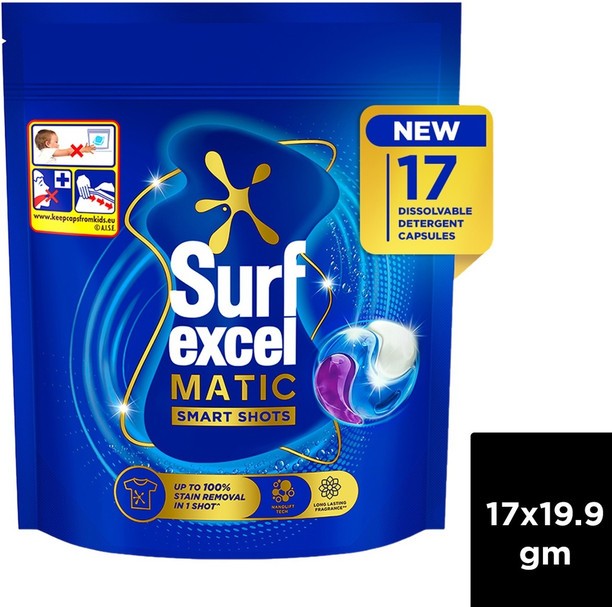 NEW
17
DISSOLVABLE
DETERGENT
CAPSULES
www.keepcapsfromkids.eu
© A.I.S.E.
Surf
excel
MATIC
SMART SHOTS
UP TO 100%
STAIN REMOVAL
IN 1 SHOT^
NANOLIFT
TECH
LONG LASTING
FRAGRANCE**
17x19.9
gm